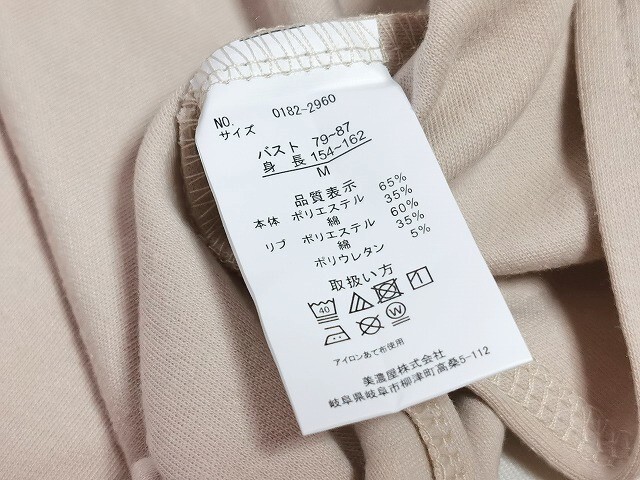 NO. 0182-2960
サイズ
バスト 79~87
身長 154~162
M
品質表示
本体 ポリエステル 65%
綿 35%
リブ ポリエステル 60%
綿 35%
ポリウレタン 5%
取扱い方
40
W
アイロンあて布使用
美濃屋株式会社
岐阜県岐阜市柳津町高桑5-112